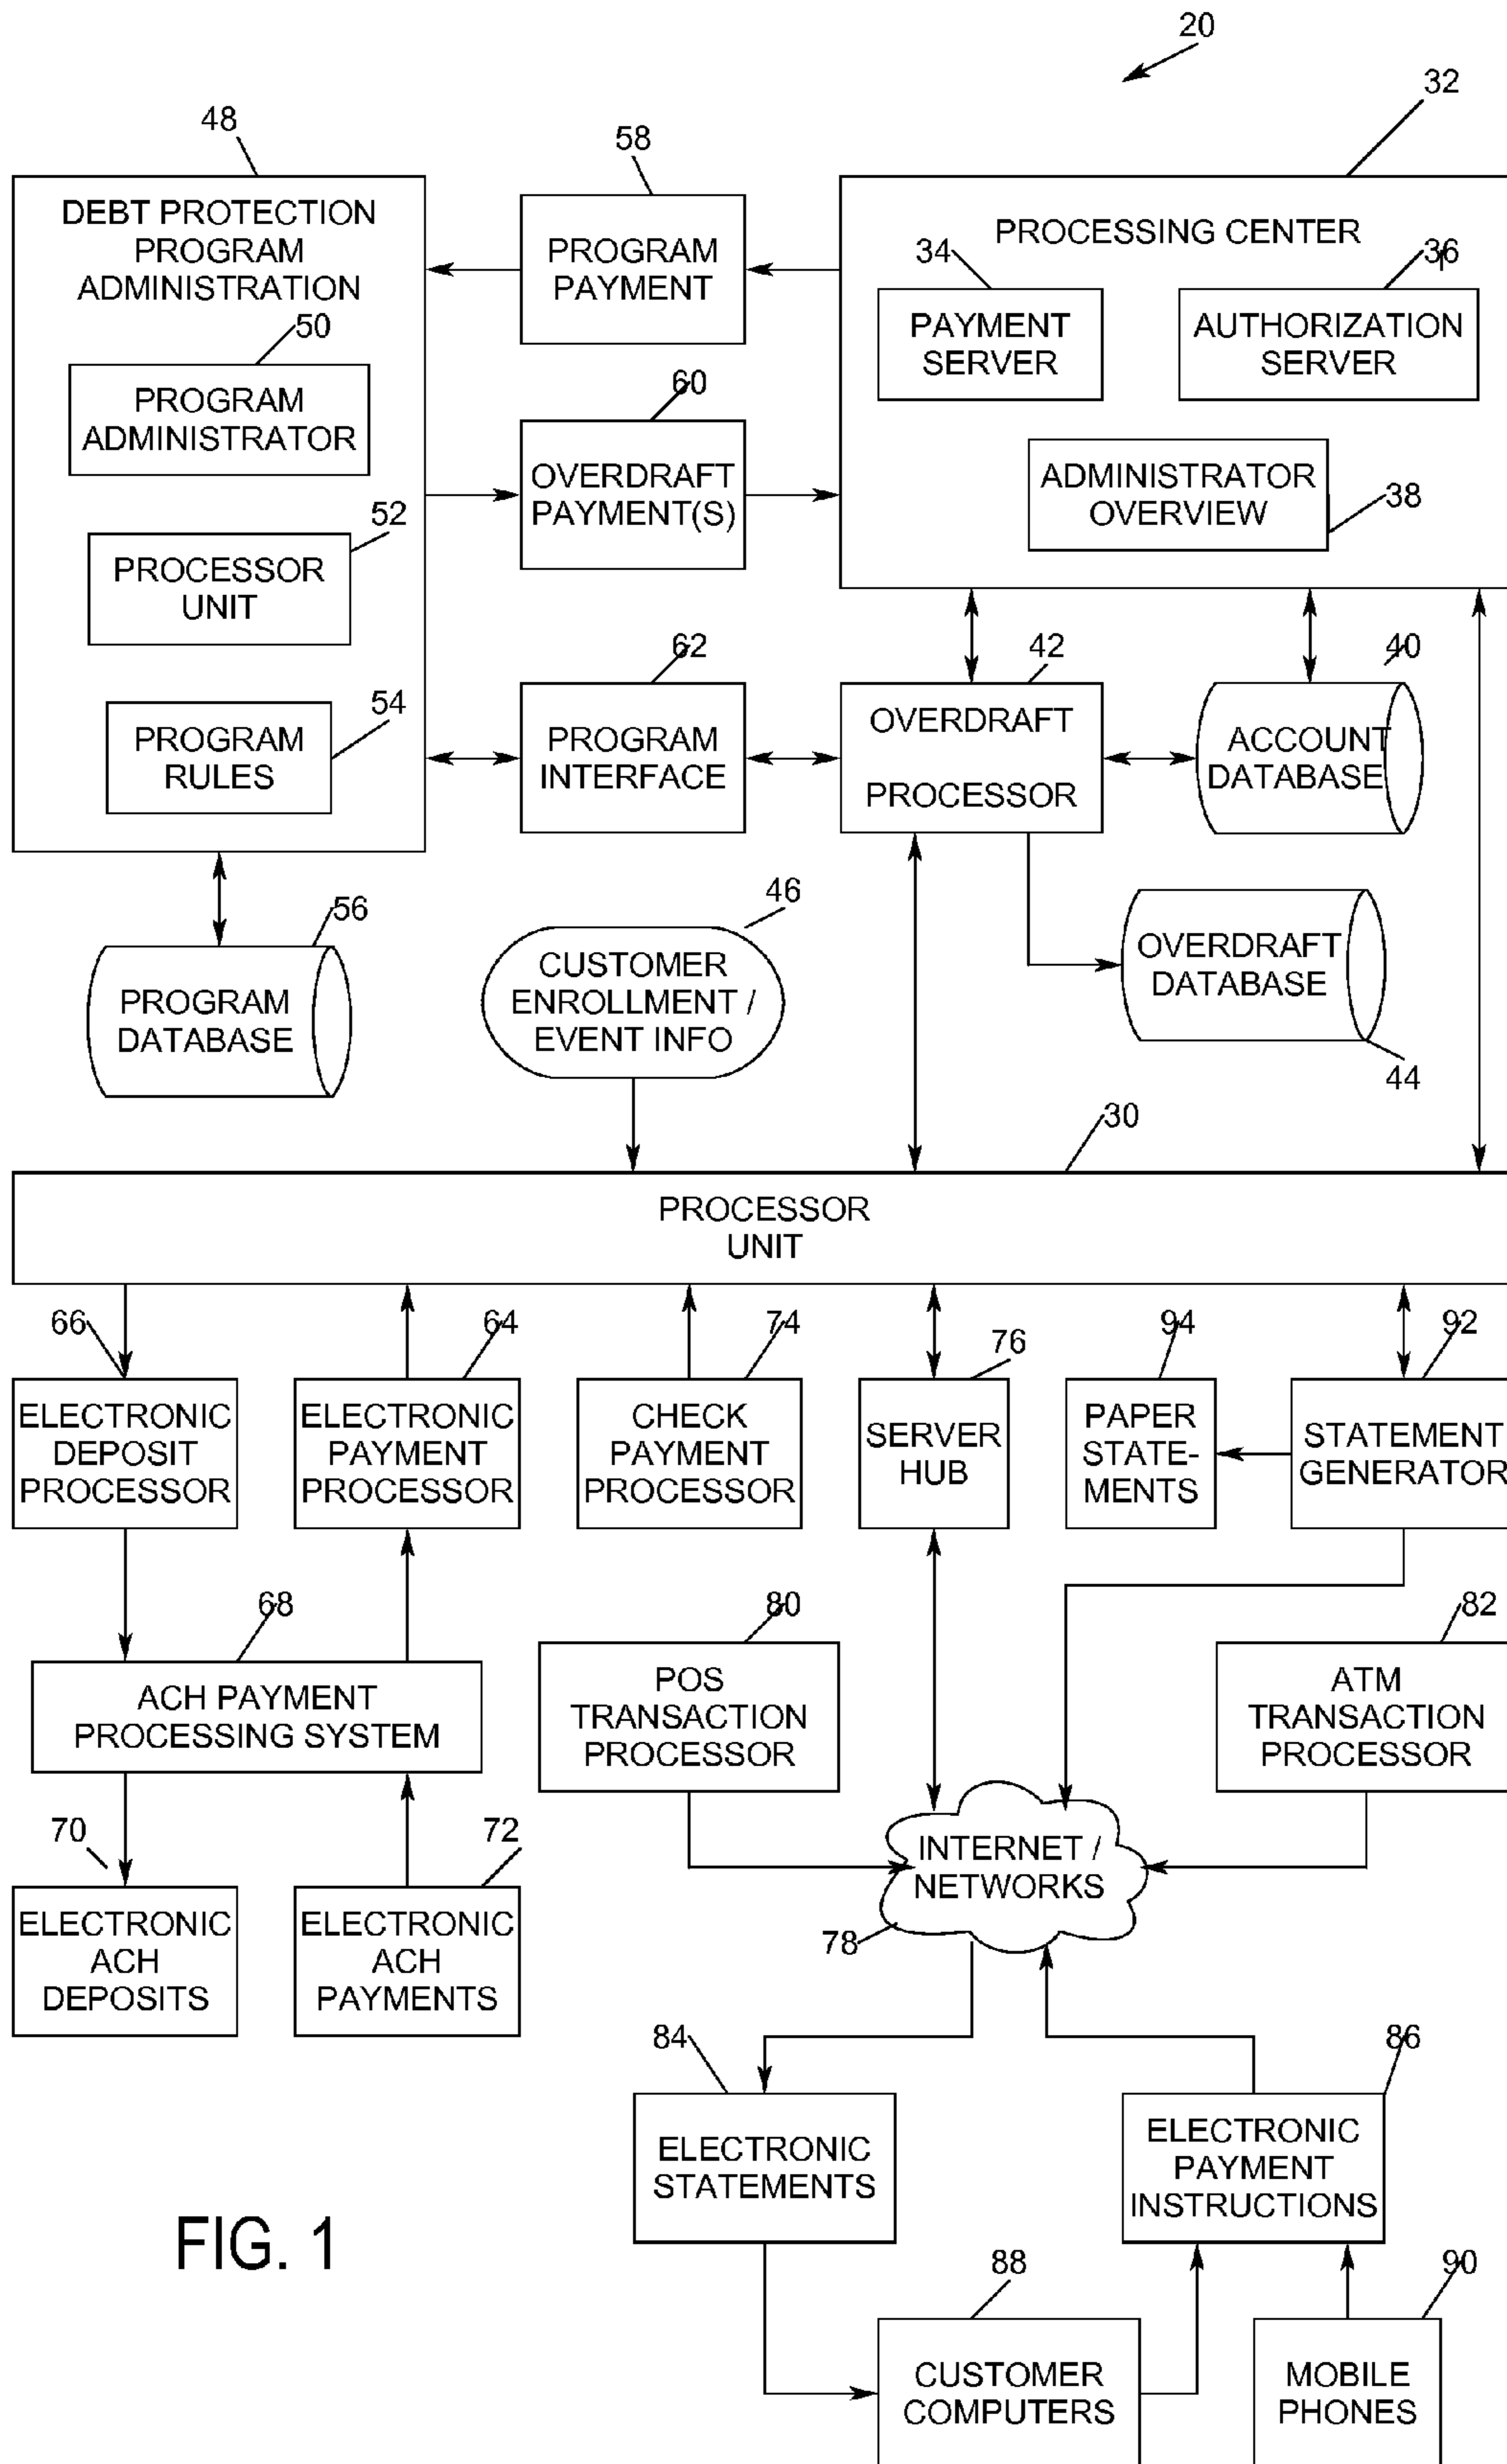 20
32
48
58
DEBT PROTECTION
PROGRAM
ADMINISTRATION
PROGRAM
PAYMENT
PROCESSING CENTER
34
36
PAYMENT
SERVER
AUTHORIZATION
SERVER
50
PROGRAM
ADMINISTRATOR
60
OVERDRAFT
PAYMENT(S)
ADMINISTRATOR
OVERVIEW
38
52
PROCESSOR
UNIT
62
42
40
54
PROGRAM
RULES
PROGRAM
INTERFACE
OVERDRAFT
PROCESSOR
ACCOUNT
DATABASE
46
56
CUSTOMER
ENROLLMENT /
EVENT INFO
OVERDRAFT
DATABASE
PROGRAM
DATABASE
44
30
PROCESSOR
UNIT
66
64
74
76
94
92
ELECTRONIC
DEPOSIT
PROCESSOR
ELECTRONIC
PAYMENT
PROCESSOR
CHECK
PAYMENT
PROCESSOR
SERVER
HUB
PAPER
STATE-
MENTS
STATEMENT
GENERATOR
68
80
82
ACH PAYMENT
PROCESSING SYSTEM
POS
TRANSACTION
PROCESSOR
ATM
TRANSACTION
PROCESSOR
70
72
INTERNET /
NETWORKS
78
ELECTRONIC
ACH
DEPOSITS
ELECTRONIC
ACH
PAYMENTS
84
86
ELECTRONIC
STATEMENTS
ELECTRONIC
PAYMENT
INSTRUCTIONS
FIG. 1
88
90
CUSTOMER
COMPUTERS
MOBILE
PHONES